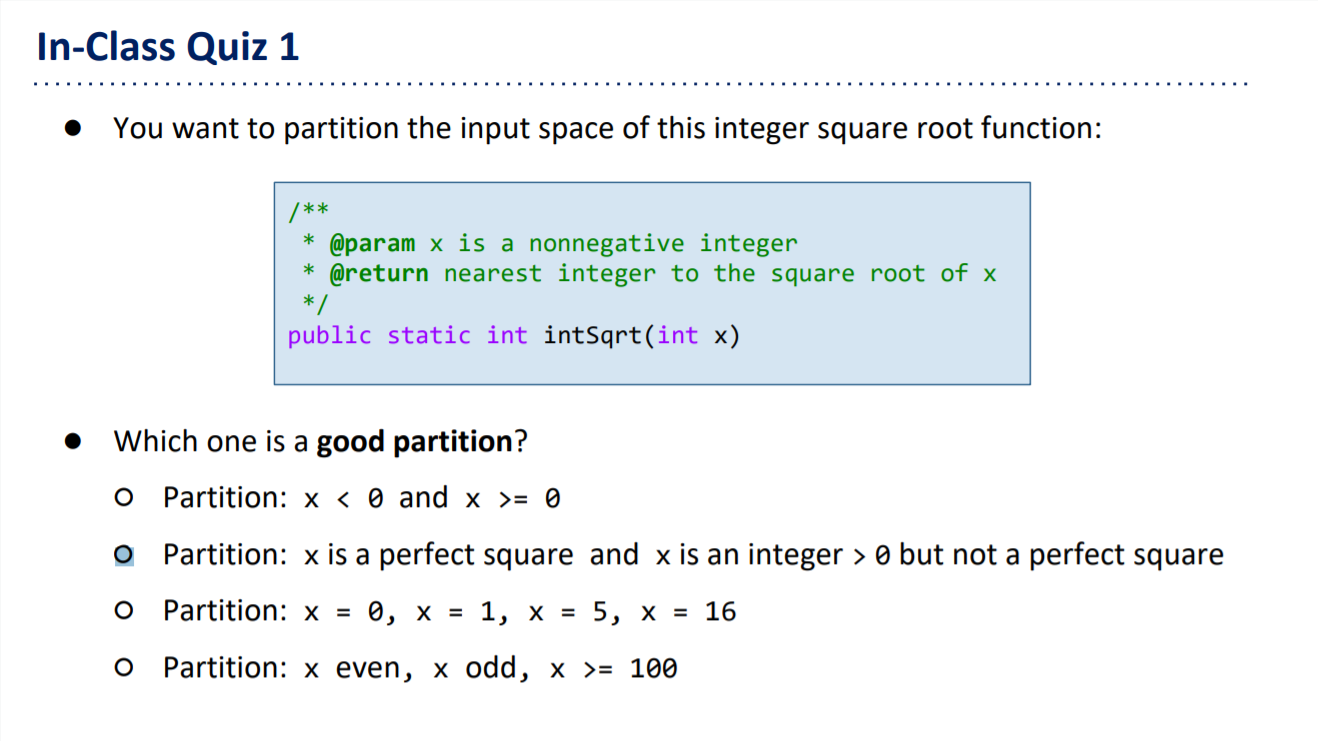 In-Class Quiz 1
● You want to partition the input space of this integer square root function:
/**
 * @param x is a nonnegative integer
 * @return nearest integer to the square root of x
 */
public static int intSqrt(int x)
● Which one is a good partition?
○ Partition: x < 0 and x >= 0
○ Partition: x is a perfect square and x is an integer > 0 but not a perfect square
○ Partition: x = 0, x = 1, x = 5, x = 16
○ Partition: x even, x odd, x >= 100